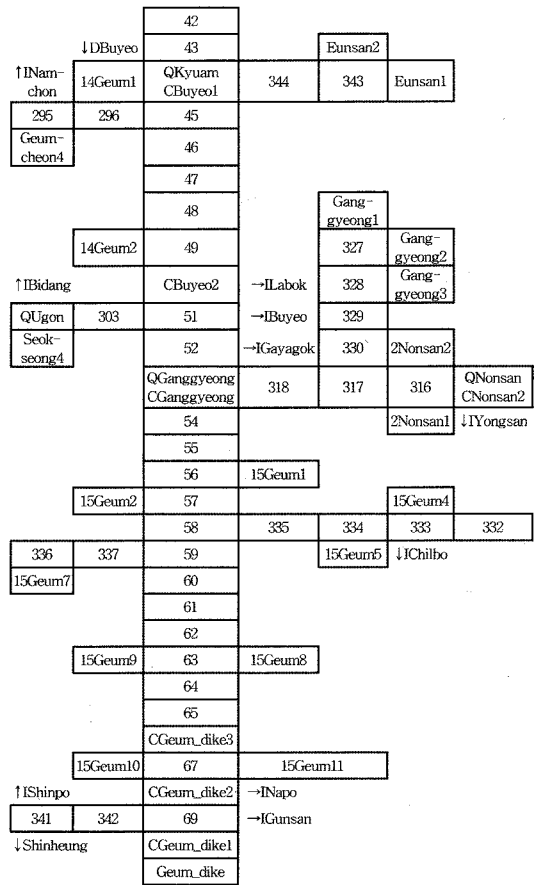 42
↓DBuyeo 43 Eunsan2
↑INam-
chon 14Geum1 QKyuam
CBuyeo1 344 343 Eunsan1
295 296 45
Geum-
cheon4 46
47
48 Gang-
gyeong1
14Geum2 49 327 Gang-
gyeong2
↑IBidang CBuyeo2 →ILabok 328 Gang-
gyeong3
QUgon 303 51 →IBuyeo 329
Seok-
seong4 52 →IGayagok 330 2Nonsan2
QGanggyeong
CGanggyeong 318 317 316 QNonsan
CNonsan2
54 2Nonsan1 ↓IYongsan
55
56 15Geum1
15Geum2 57 15Geum4
58 335 334 333 332
336 337 59 15Geum5 ↓IChilbo
15Geum7 60
61
62
15Geum9 63 15Geum8
64
65
CGeum_dike3
15Geum10 67 15Geum11
↑IShinpo CGeum_dike2 →INapo
341 342 69 →IGunsan
↓Shinheung CGeum_dike1
Geum_dike